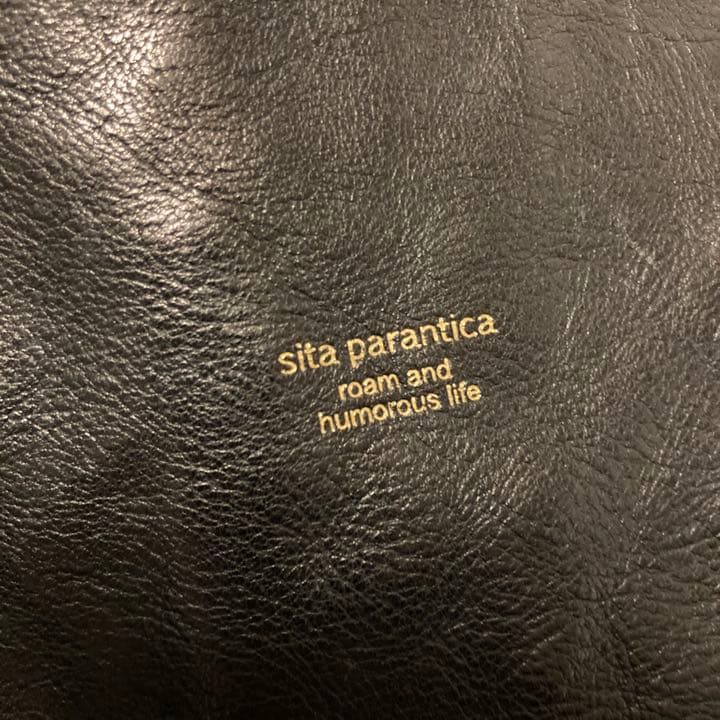 sita parantica
roam and
humorous life